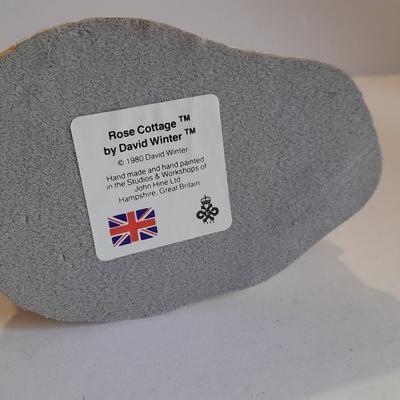 Rose Cottage ™
by David Winter ™
© 1980 David Winter
Hand made and hand painted
in the Studios & Workshops of
John Hine Ltd.
Hampshire, Great Britain